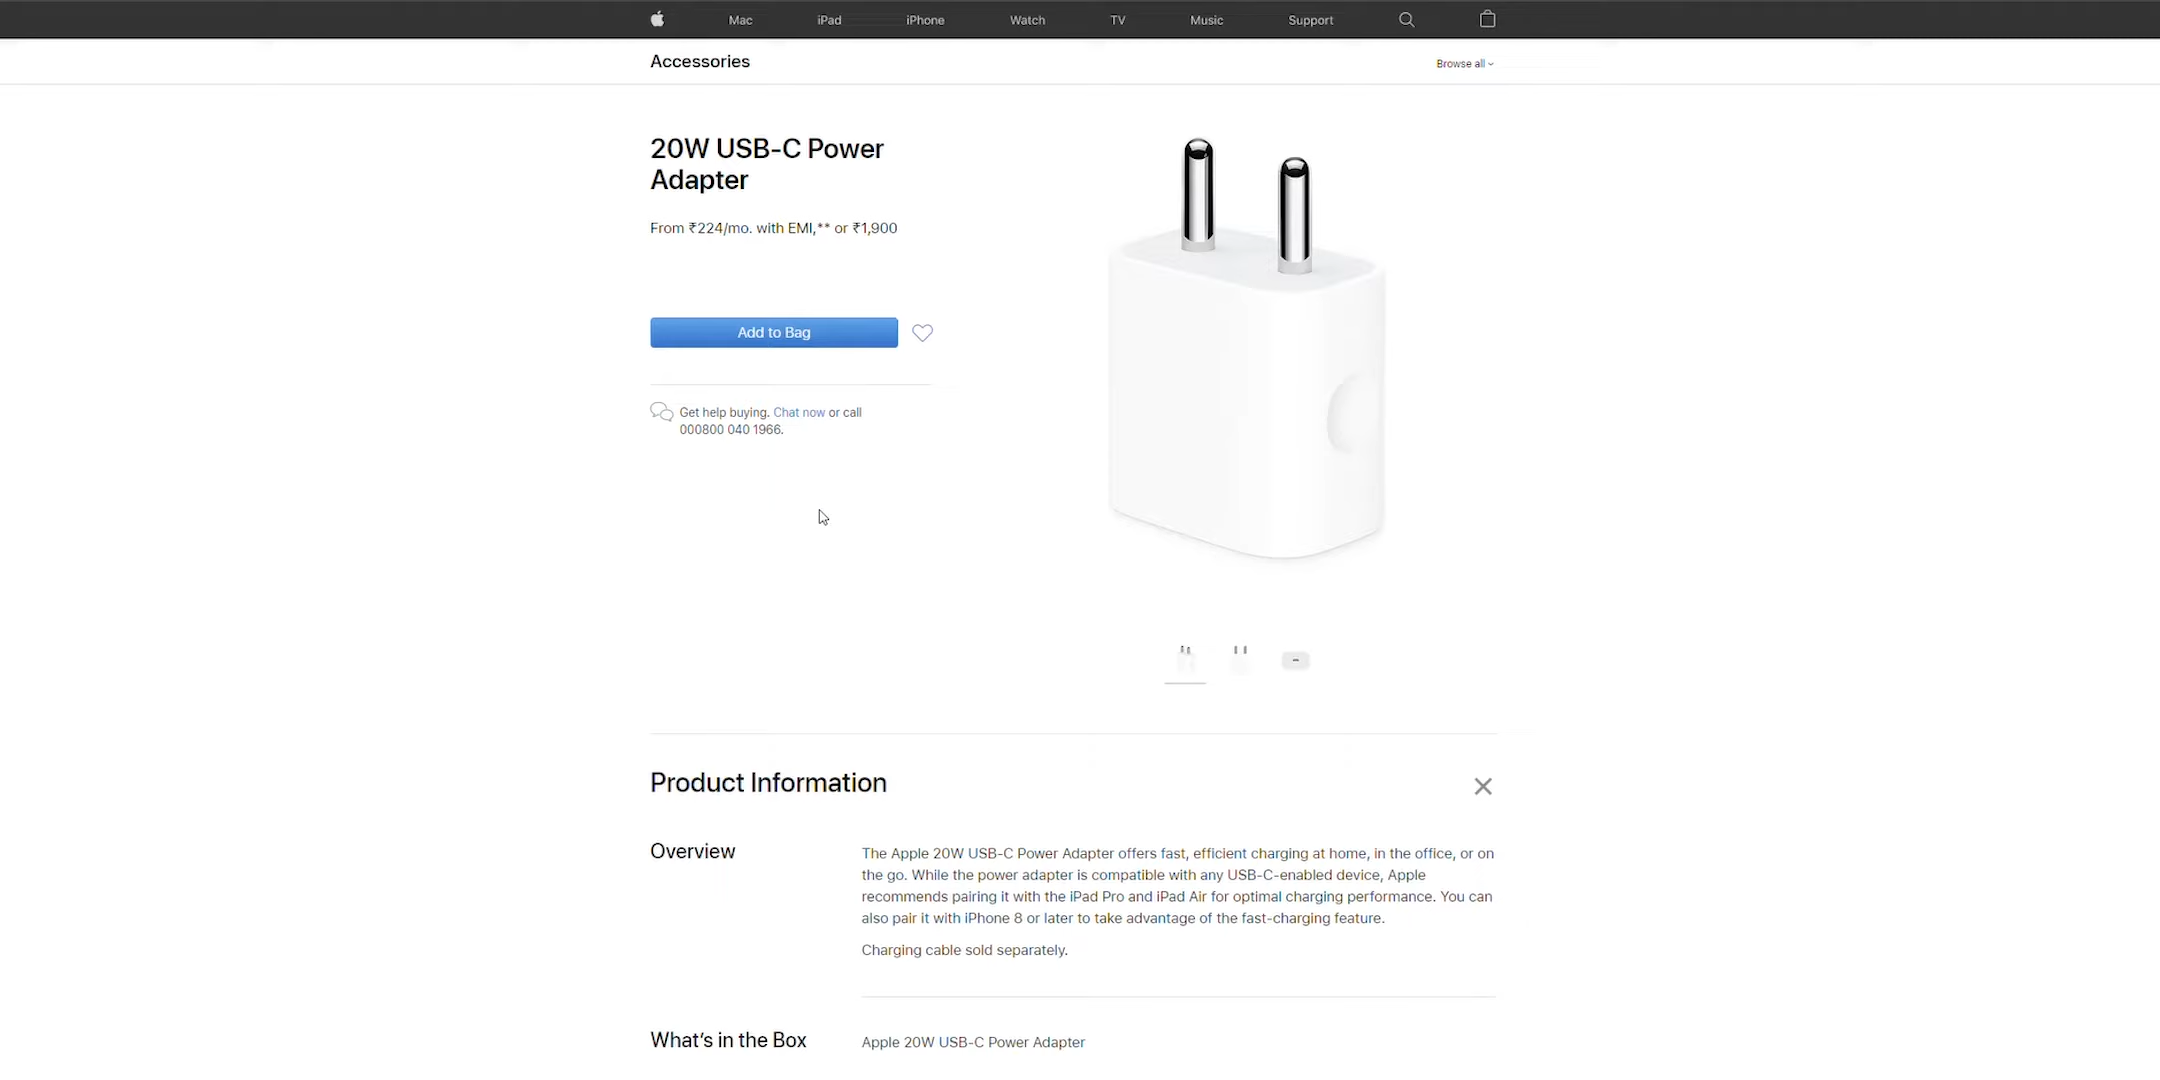 Mac iPad iPhone Watch TV Music Support
Accessories
Browse all
20W USB-C Power
Adapter
From ₹224/mo. with EMI,** or ₹1,900
Add to Bag
Get help buying. Chat now or call
000800 040 1966.
Product Information
Overview
The Apple 20W USB-C Power Adapter offers fast, efficient charging at home, in the office, or on
the go. While the power adapter is compatible with any USB-C-enabled device, Apple
recommends pairing it with the iPad Pro and iPad Air for optimal charging performance. You can
also pair it with iPhone 8 or later to take advantage of the fast-charging feature.
Charging cable sold separately.
What's in the Box
Apple 20W USB-C Power Adapter